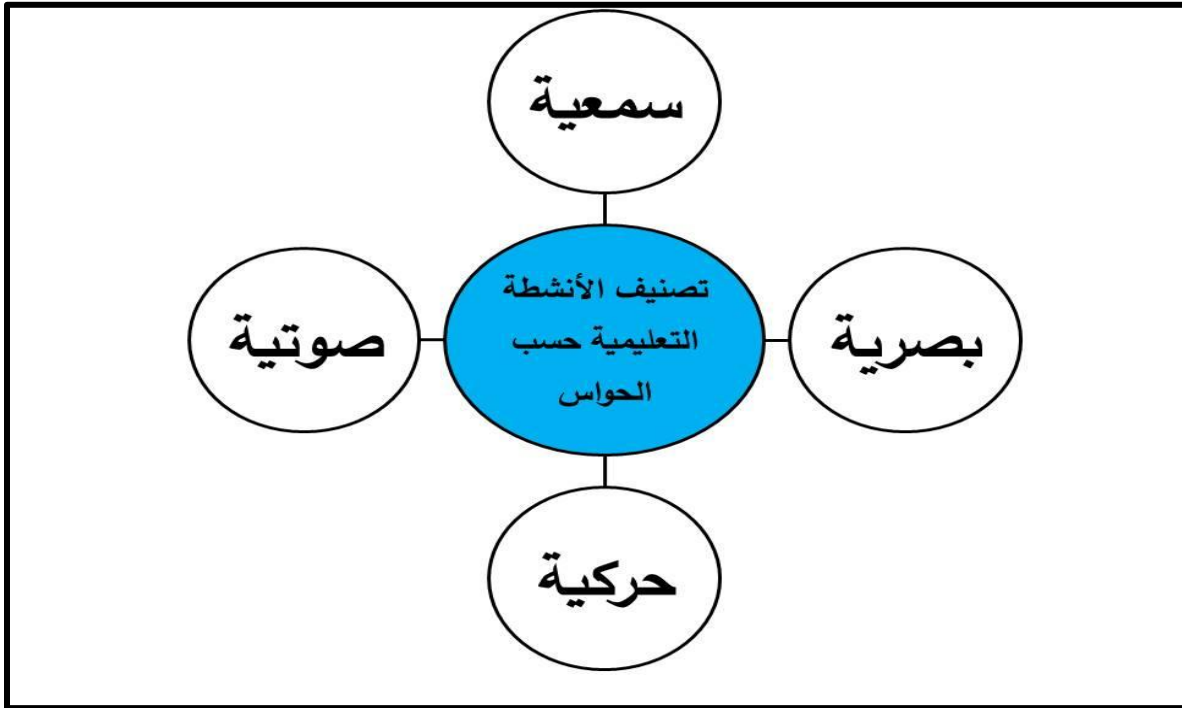 سمعية
تصنيف الأنشطة
التعليمية حسب
الحواس
بصرية
صوتية
حركية